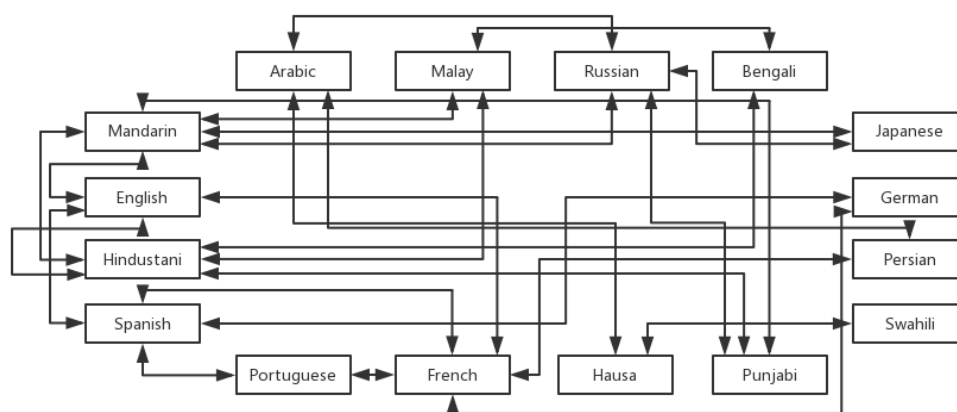 Arabic
Malay
Russian
Bengali
Mandarin
Japanese
English
German
Hindustani
Persian
Spanish
Swahili
Portuguese
French
Hausa
Punjabi